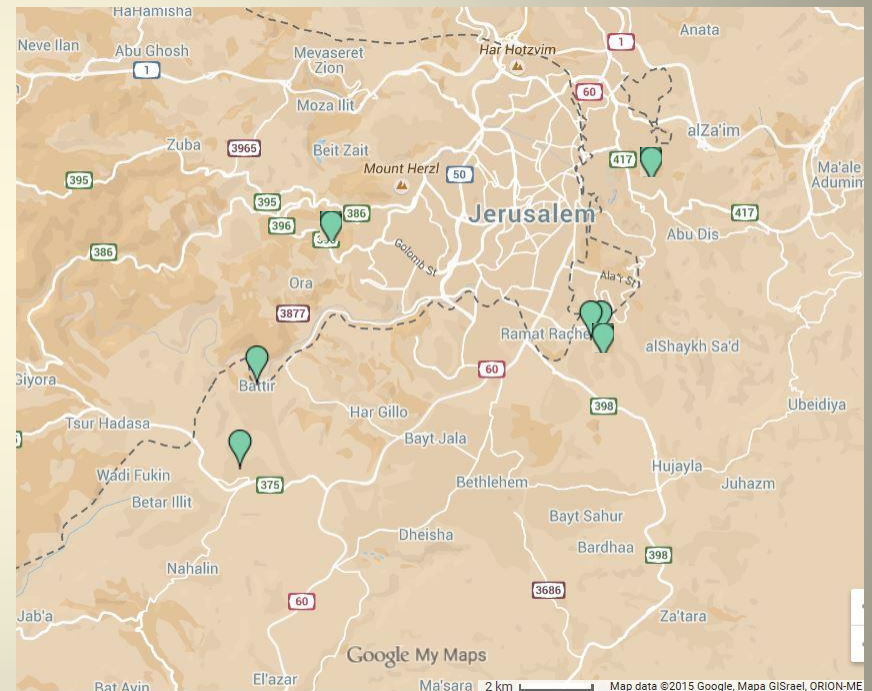 HaHamisha
Neve Ilan
Abu Ghosh
1
Mevaseret
Zion
Har Hotzvim
1
Anata
60
Moza Ilit
alZa'im
Zuba
3965
Beit Zait
417
Ma'ale
Adumim
Mount Herzl
50
395
395
386
396
Jerusalem
417
386
Abu Dis
Golomb St
Ora
Ala'r St
3877
Ramat Rache
alShaykh Sa'd
60
Giyora
Battir
398
Ubeidiya
Tsur Hadasa
Har Gillo
Bayt Jala
Wadi Fukin
375
Hujayla
Juhazm
Betar Illit
Bethlehem
Bayt Sahur
Dheisha
Bardhaa
398
Nahalin
3686
60
Jab'a
Za'tara
Google My Maps
El'azar
Bat Ayin
Ma'sara
2 km
Map data ©2015 Google, Mapa GISrael, ORION-ME